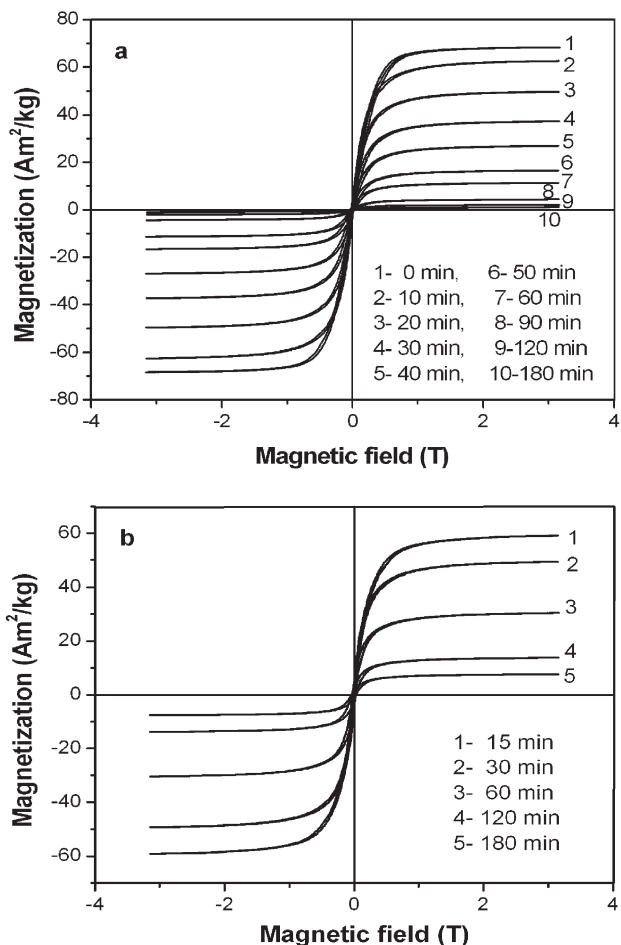 a
80
60
40
20
0
-20
-40
-60
-80
-4
-2
0
2
4
Magnetization (Am²/kg)
Magnetic field (T)
1
2
3
4
5
6
7
8
9
10
1- 0 min, 6- 50 min
2- 10 min, 7- 60 min
3- 20 min, 8- 90 min
4- 30 min, 9-120 min
5- 40 min, 10-180 min
b
60
40
20
0
-20
-40
-60
-4
-2
0
2
4
Magnetization (Am²/kg)
Magnetic field (T)
1
2
3
4
5
1- 15 min
2- 30 min
3- 60 min
4- 120 min
5- 180 min